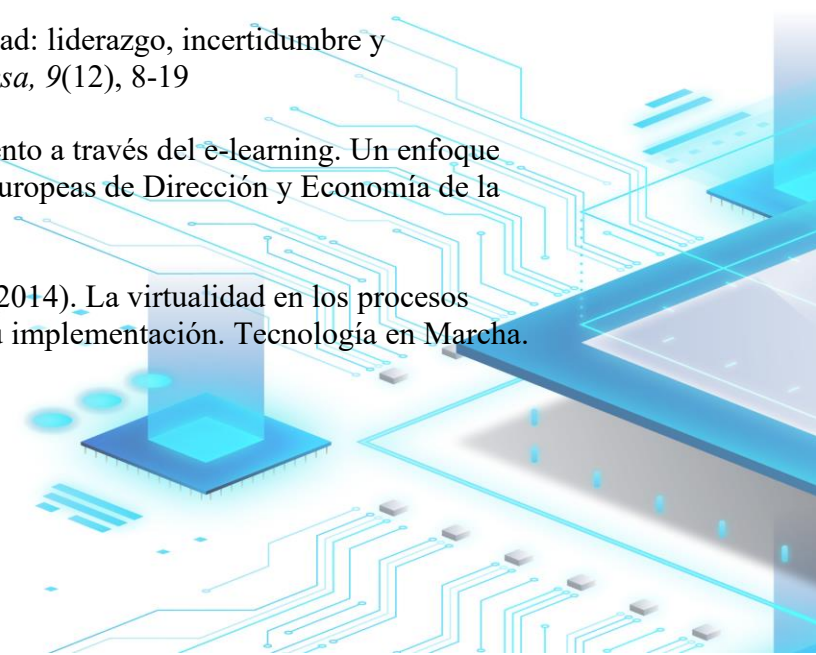 ad: liderazgo, incertidumbre y
sa, 9(12), 8-19
nto a través del e-learning. Un enfoque
uropeas de Dirección y Economía de la
2014). La virtualidad en los procesos
u implementación. Tecnología en Marcha.